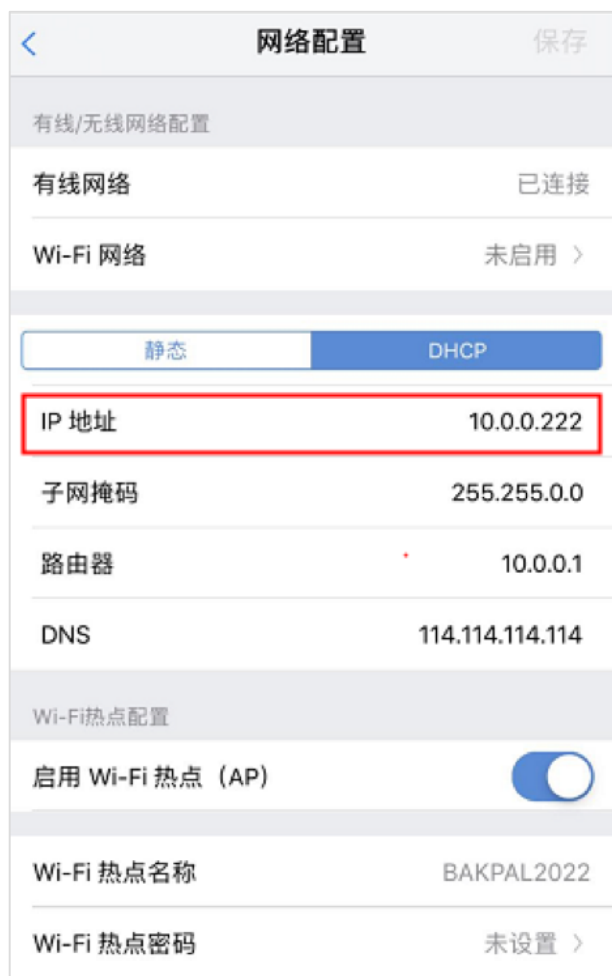 网络配置 保存
有线/无线网络配置
有线网络 已连接
Wi-Fi 网络 未启用
静态 DHCP
IP 地址 10.0.0.222
子网掩码 255.255.0.0
路由器 10.0.0.1
DNS 114.114.114.114
Wi-Fi热点配置
启用 Wi-Fi 热点（AP）
Wi-Fi 热点名称 BAKPAL2022
Wi-Fi 热点密码 未设置